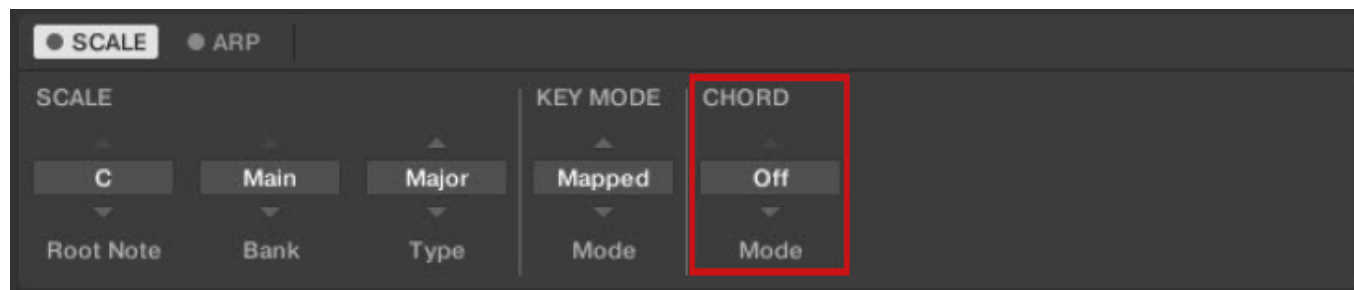 SCALE ARP
SCALE KEY MODE CHORD
C Main Major Mapped Off
Root Note Bank Type Mode Mode